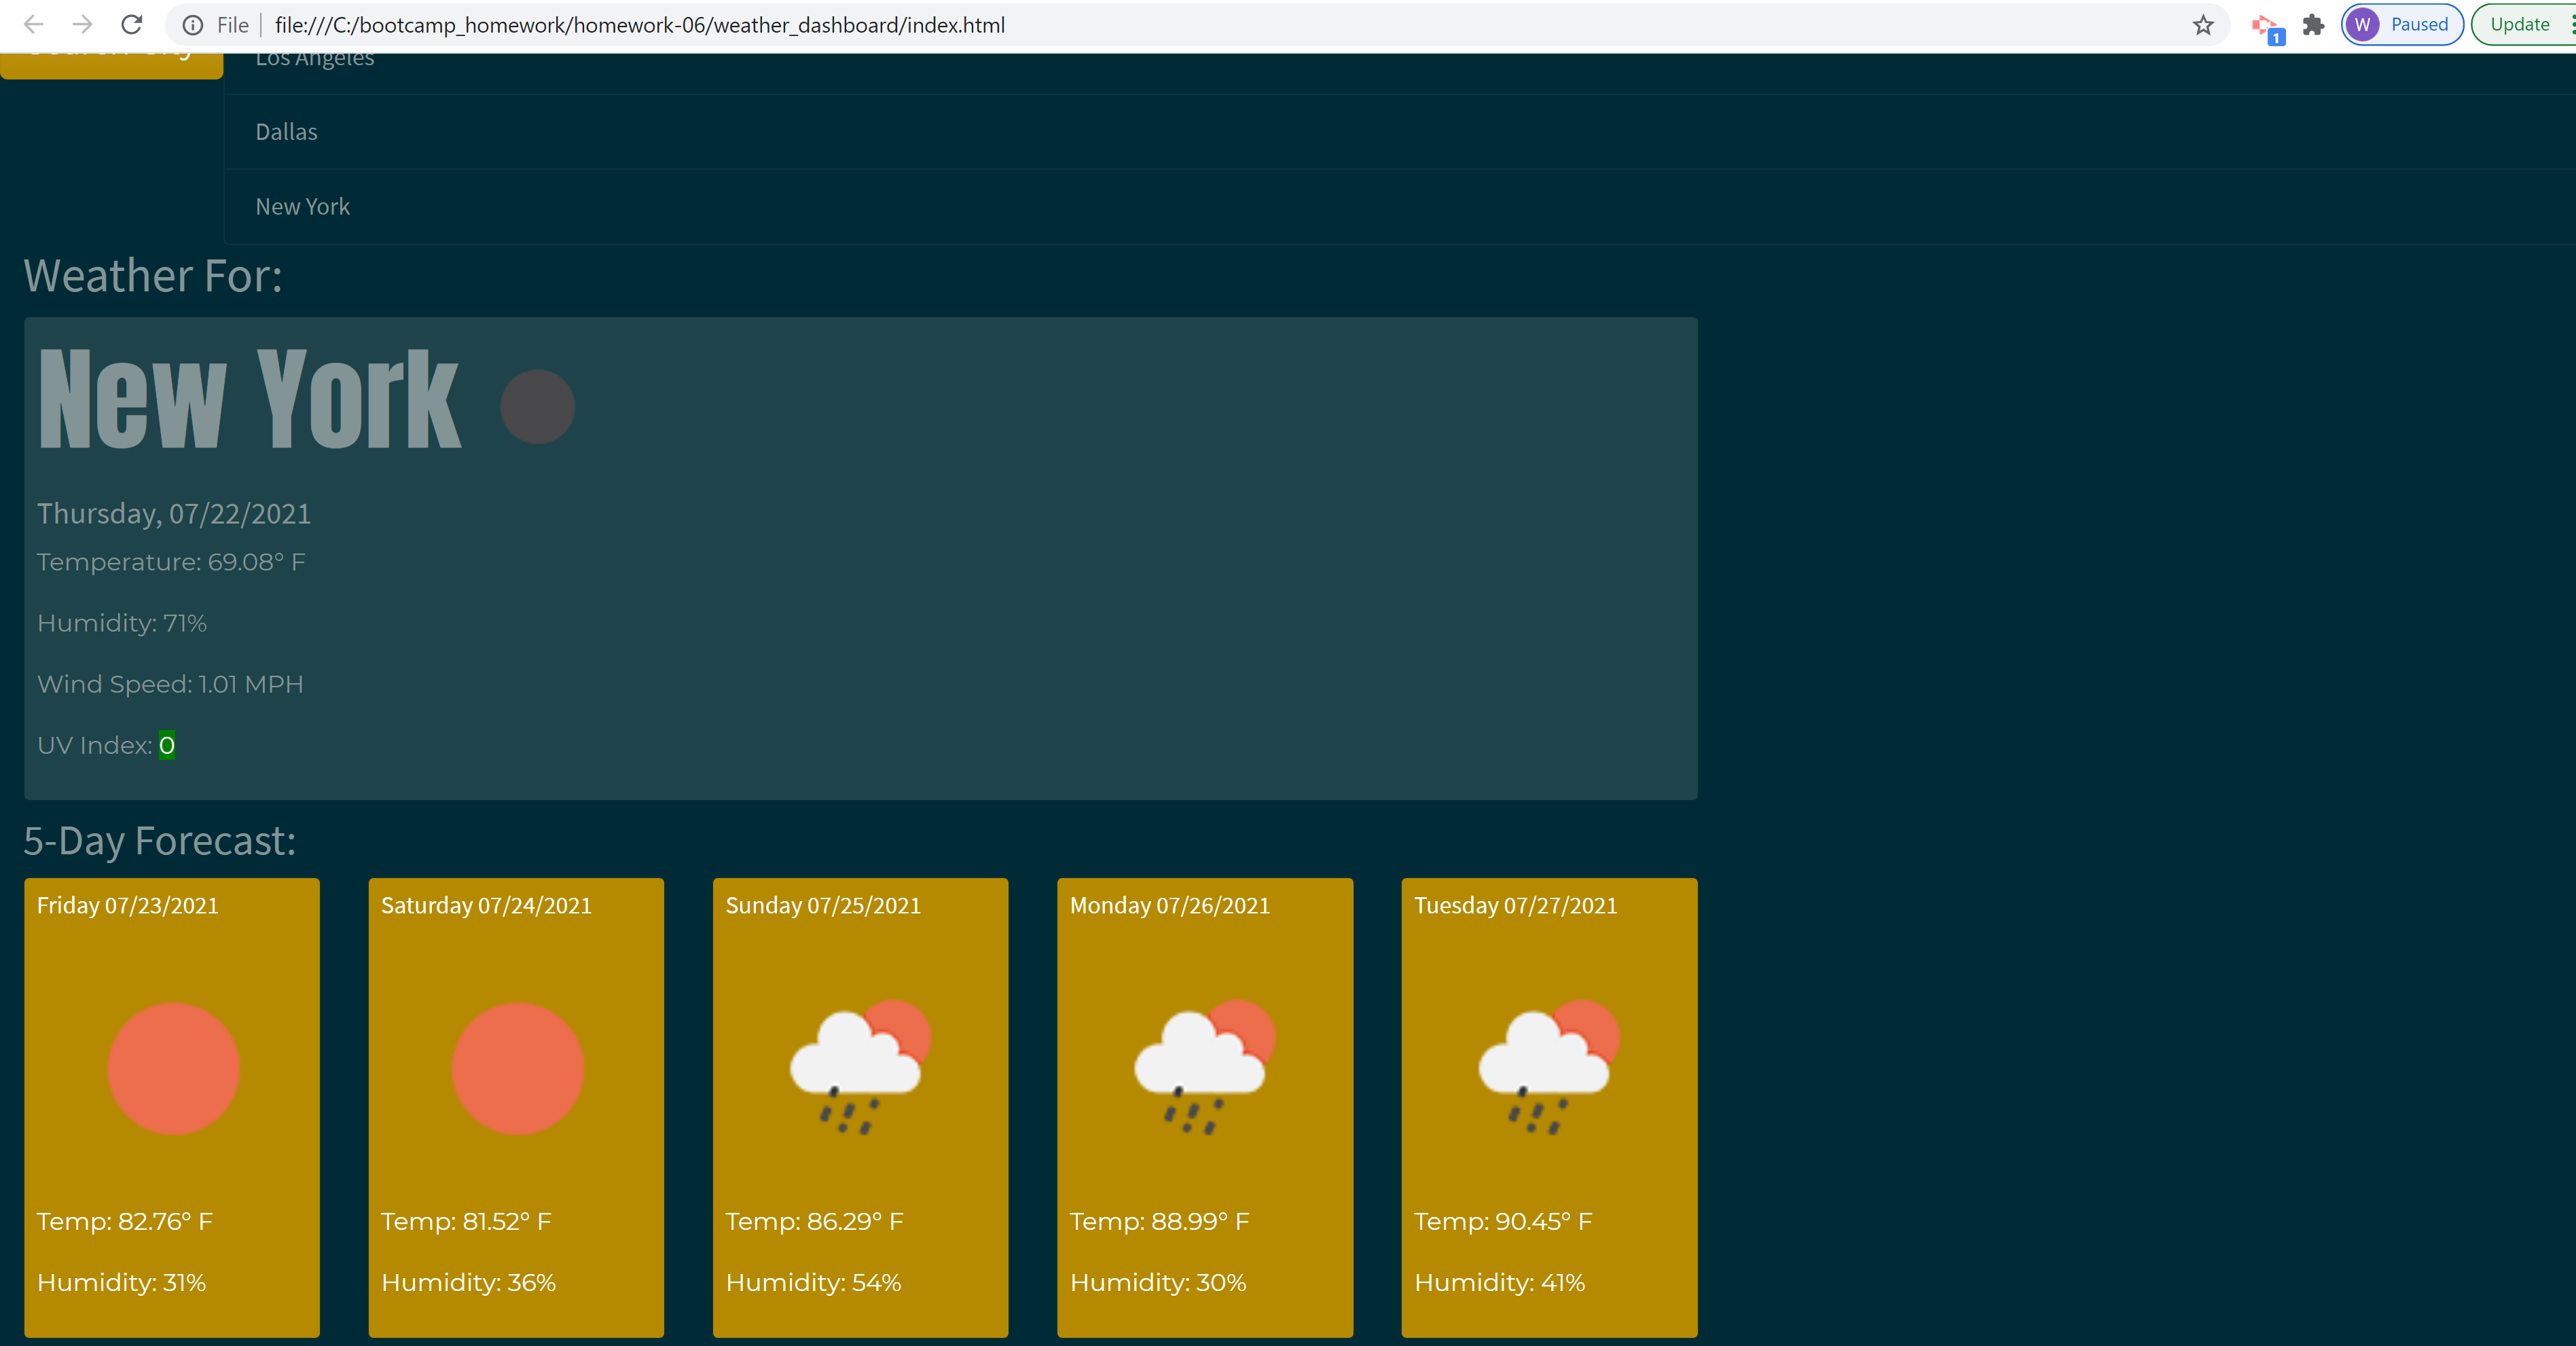 File file:///C:/bootcamp_homework/homework-06/weather_dashboard/index.html 1 W Paused Update
Los Angeles
Dallas
New York
Weather For:
New York
Thursday, 07/22/2021
Temperature: 69.08° F
Humidity: 71%
Wind Speed: 1.01 MPH
UV Index: 0
5-Day Forecast:
Friday 07/23/2021 Saturday 07/24/2021 Sunday 07/25/2021 Monday 07/26/2021 Tuesday 07/27/2021
Temp: 82.76° F Temp: 81.52° F Temp: 86.29° F Temp: 88.99° F Temp: 90.45° F
Humidity: 31% Humidity: 36% Humidity: 54% Humidity: 30% Humidity: 41%